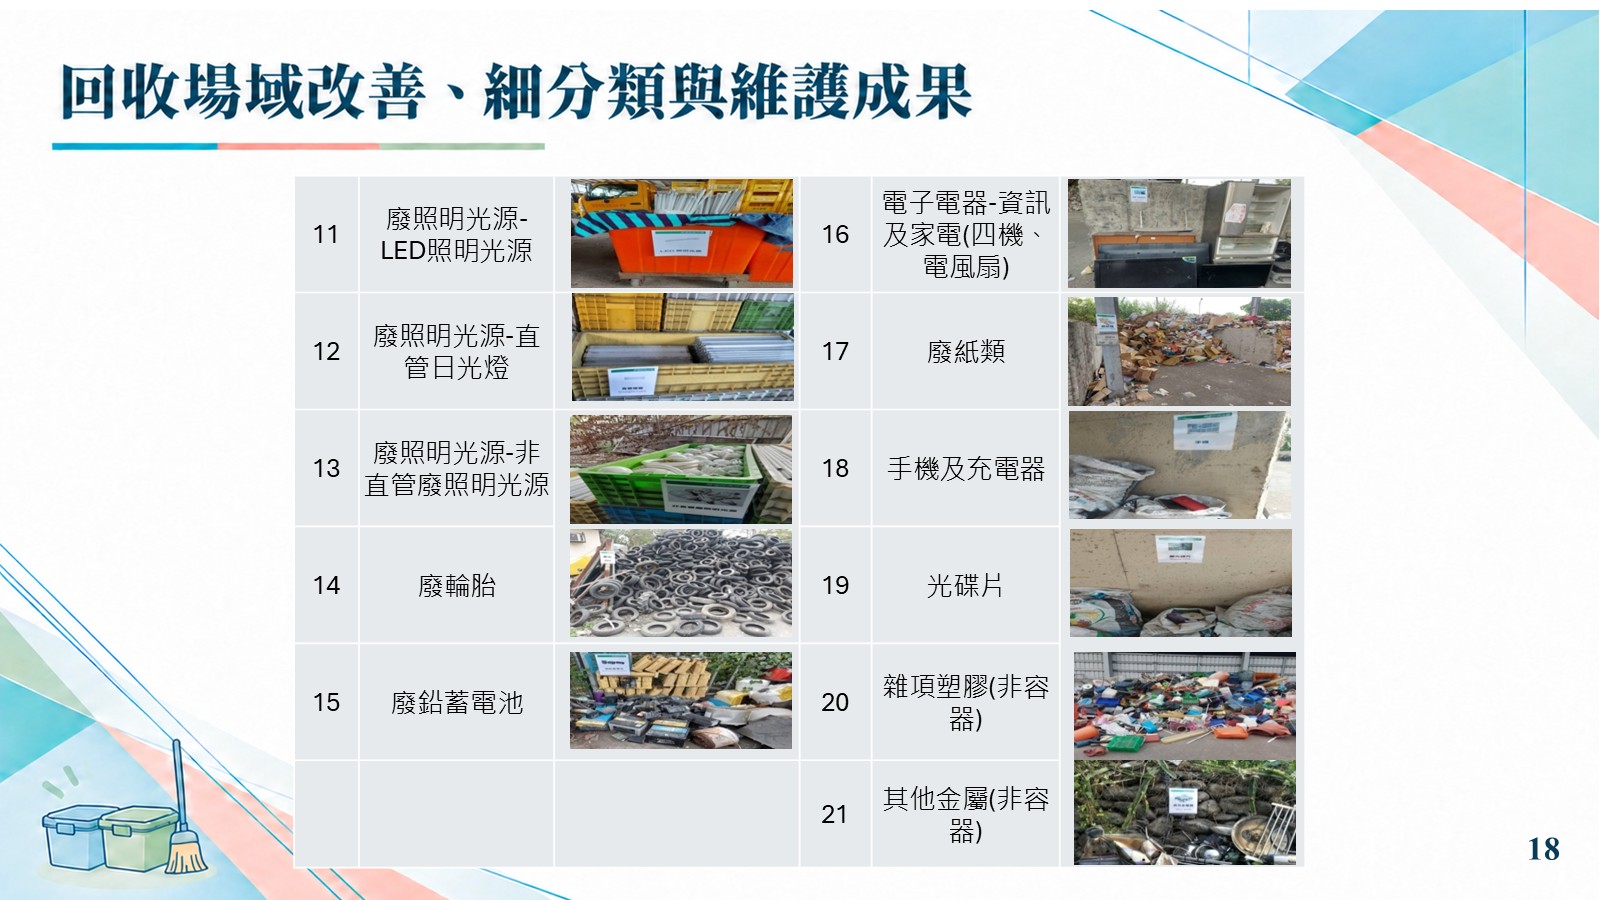 回收場域改善、細分類與維護成果
11
廢照明光源-
LED照明光源
16
電子電器-資訊
及家電(四機、
電風扇)
12
廢照明光源-直
管日光燈
17
廢紙類
13
廢照明光源-非
直管廢照明光源
18
手機及充電器
14
廢輪胎
19
光碟片
15
廢鉛蓄電池
20
雜項塑膠(非容
器)
21
其他金屬(非容
器)
18